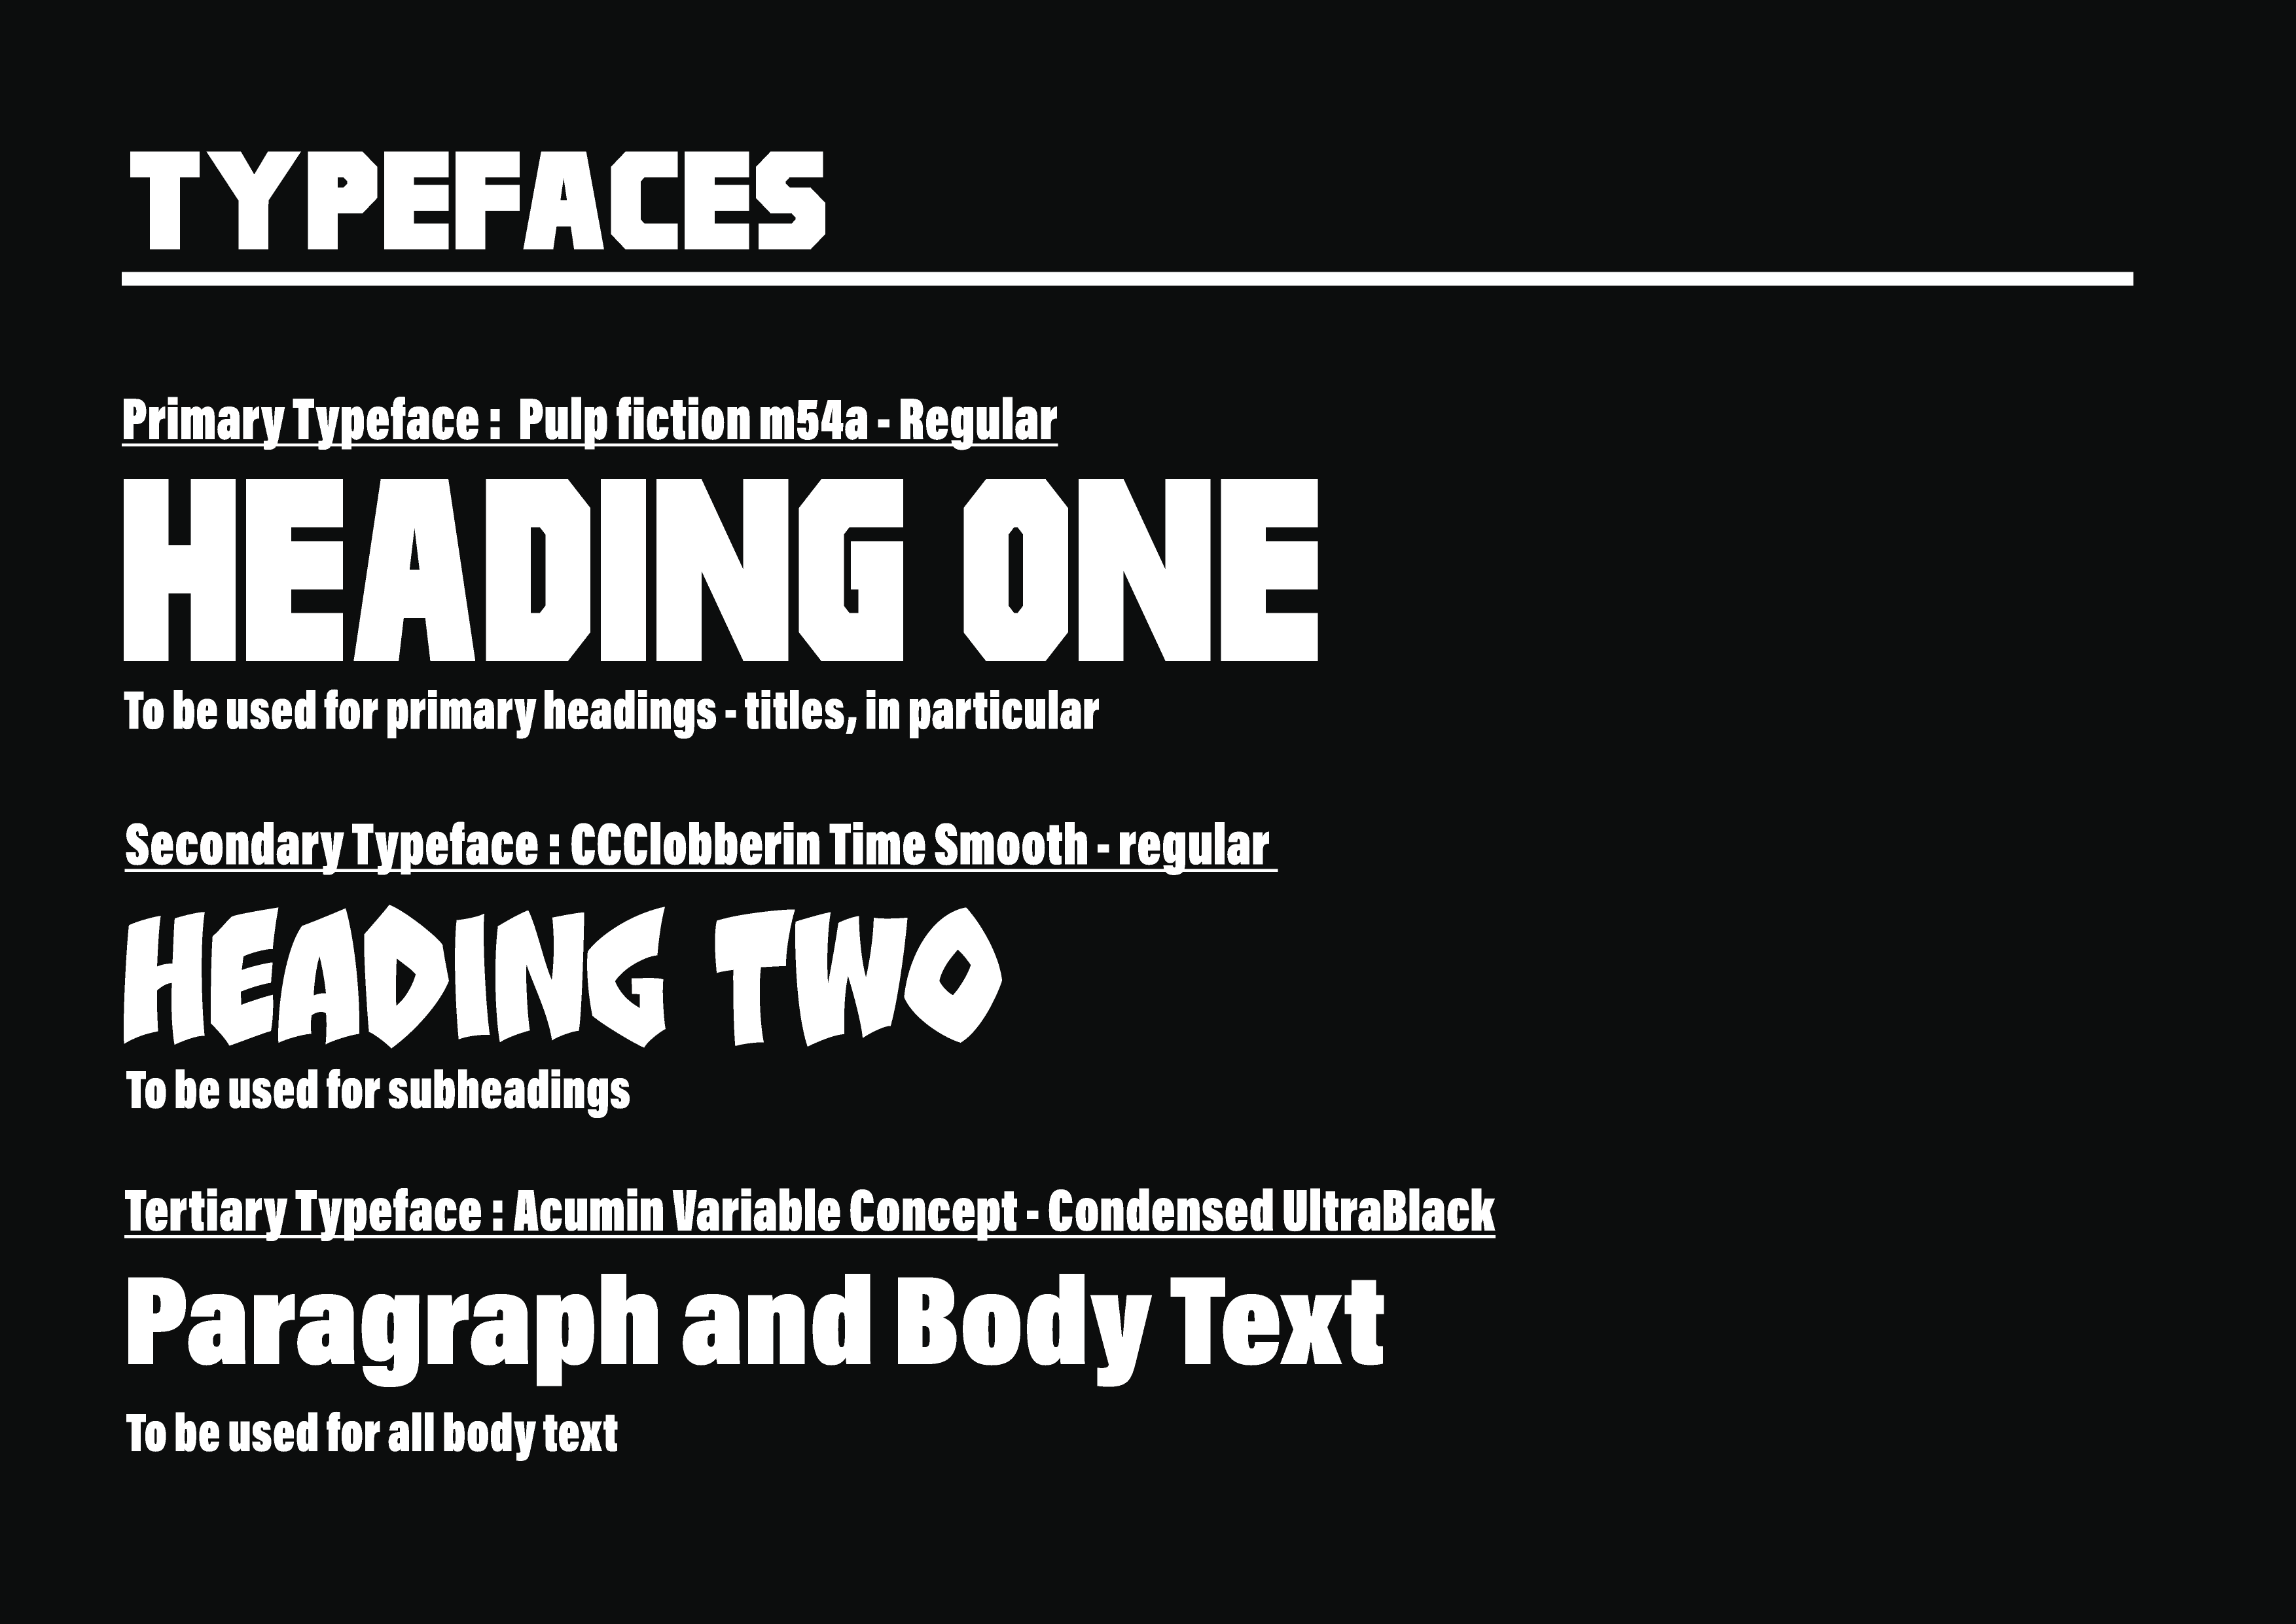 TYPEFACES
Primary Typeface :  Pulp fiction m54a - Regular
HEADING ONE
To be used for primary headings - titles, in particular
Secondary Typeface : CCClobberin Time Smooth - regular
HEADING TWO
To be used for subheadings
Tertiary Typeface : Acumin Variable Concept - Condensed UltraBlack
Paragraph and Body Text
To be used for all body text